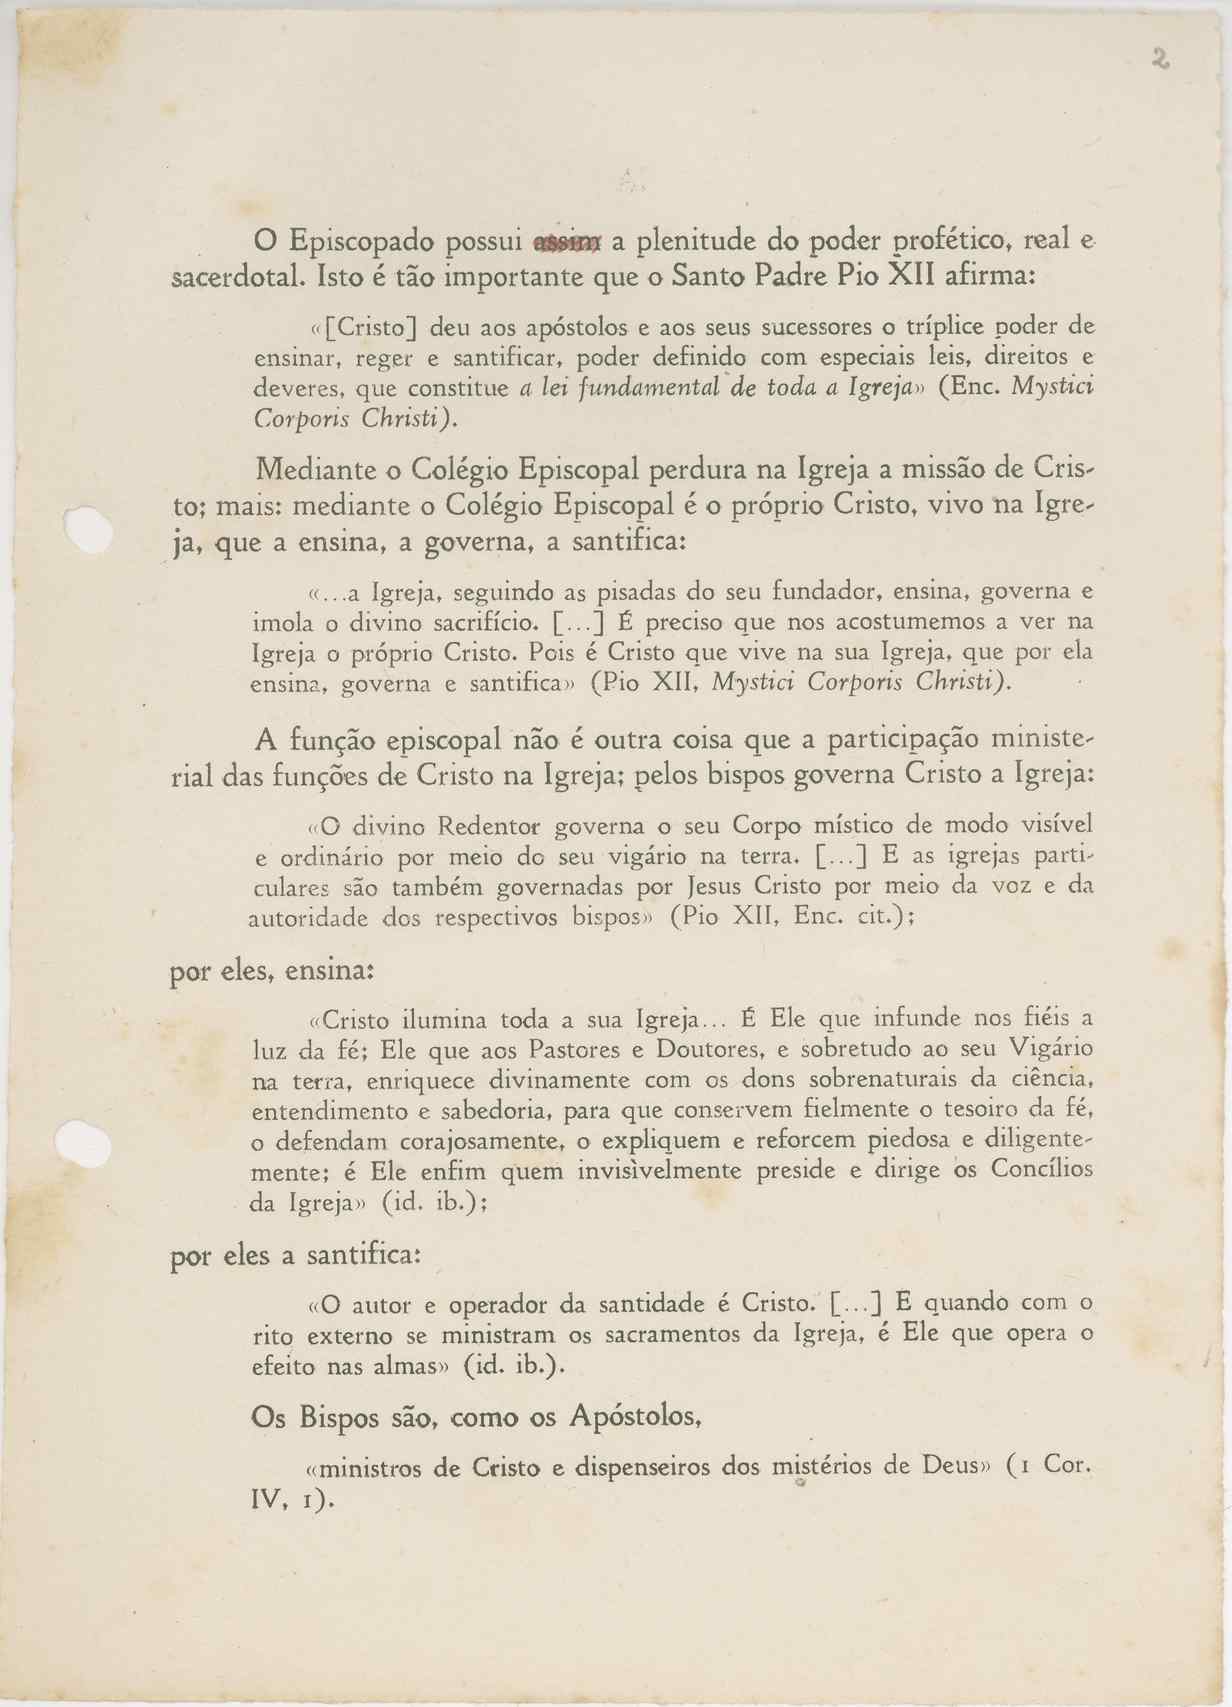 2
O Episcopado possui assim a plenitude do poder profético, real e
sacerdotal. Isto é tão importante que o Santo Padre Pio XII afirma:
«[Cristo] deu aos apóstolos e aos seus sucessores o tríplice poder de
ensinar, reger e santificar, poder definido com especiais leis, direitos e
deveres, que constitue a lei fundamental de toda a Igreja» (Enc. Mystici
Corporis Christi).
Mediante o Colégio Episcopal perdura na Igreja a missão de Cris-
to; mais: mediante o Colégio Episcopal é o próprio Cristo, vivo na Igre-
ja, que a ensina, a governa, a santifica:
«...a Igreja, seguindo as pisadas do seu fundador, ensina, governa e
imola o divino sacrifício. [...] É preciso que nos acostumemos a ver na
Igreja o próprio Cristo. Pois é Cristo que vive na sua Igreja, que por ela
ensina, governa e santifica» (Pio XII, Mystici Corporis Christi).
A função episcopal não é outra coisa que a participação ministe-
rial das funções de Cristo na Igreja; pelos bispos governa Cristo a Igreja:
«O divino Redentor governa o seu Corpo místico de modo visível
e ordinário por meio do seu vigário na terra. [...] E as igrejas parti-
culares são também governadas por Jesus Cristo por meio da voz e da
autoridade dos respectivos bispos» (Pio XII, Enc. cit.);
por eles, ensina:
«Cristo ilumina toda a sua Igreja... É Ele que infunde nos fiéis a
luz da fé; Ele que aos Pastores e Doutores, e sobretudo ao seu Vigário
na terra, enriquece divinamente com os dons sobrenaturais da ciência,
entendimento e sabedoria, para que conservem fielmente o tesoiro da fé,
o defendam corajosamente, o expliquem e reforcem piedosa e diligente-
mente; é Ele enfim quem invisìvelmente preside e dirige os Concílios
da Igreja» (id. ib.);
por eles a santifica:
«O autor e operador da santidade é Cristo. [...] E quando com o
rito externo se ministram os sacramentos da Igreja, é Ele que opera o
efeito nas almas» (id. ib.).
Os Bispos são, como os Apóstolos,
«ministros de Cristo e dispenseiros dos mistérios de Deus» (1 Cor.
IV, 1).